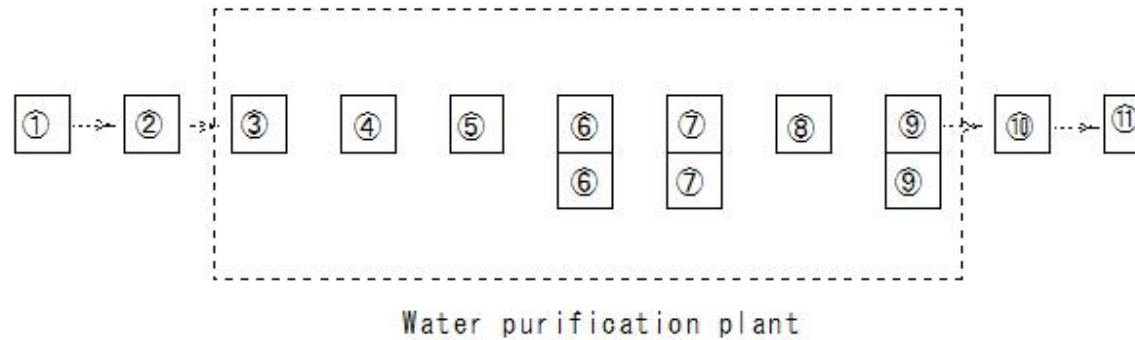 ① ② ③ ④ ⑤ ⑥ ⑦ ⑧ ⑨ ⑩ ⑪
⑥ ⑦ ⑨
Water purification plant